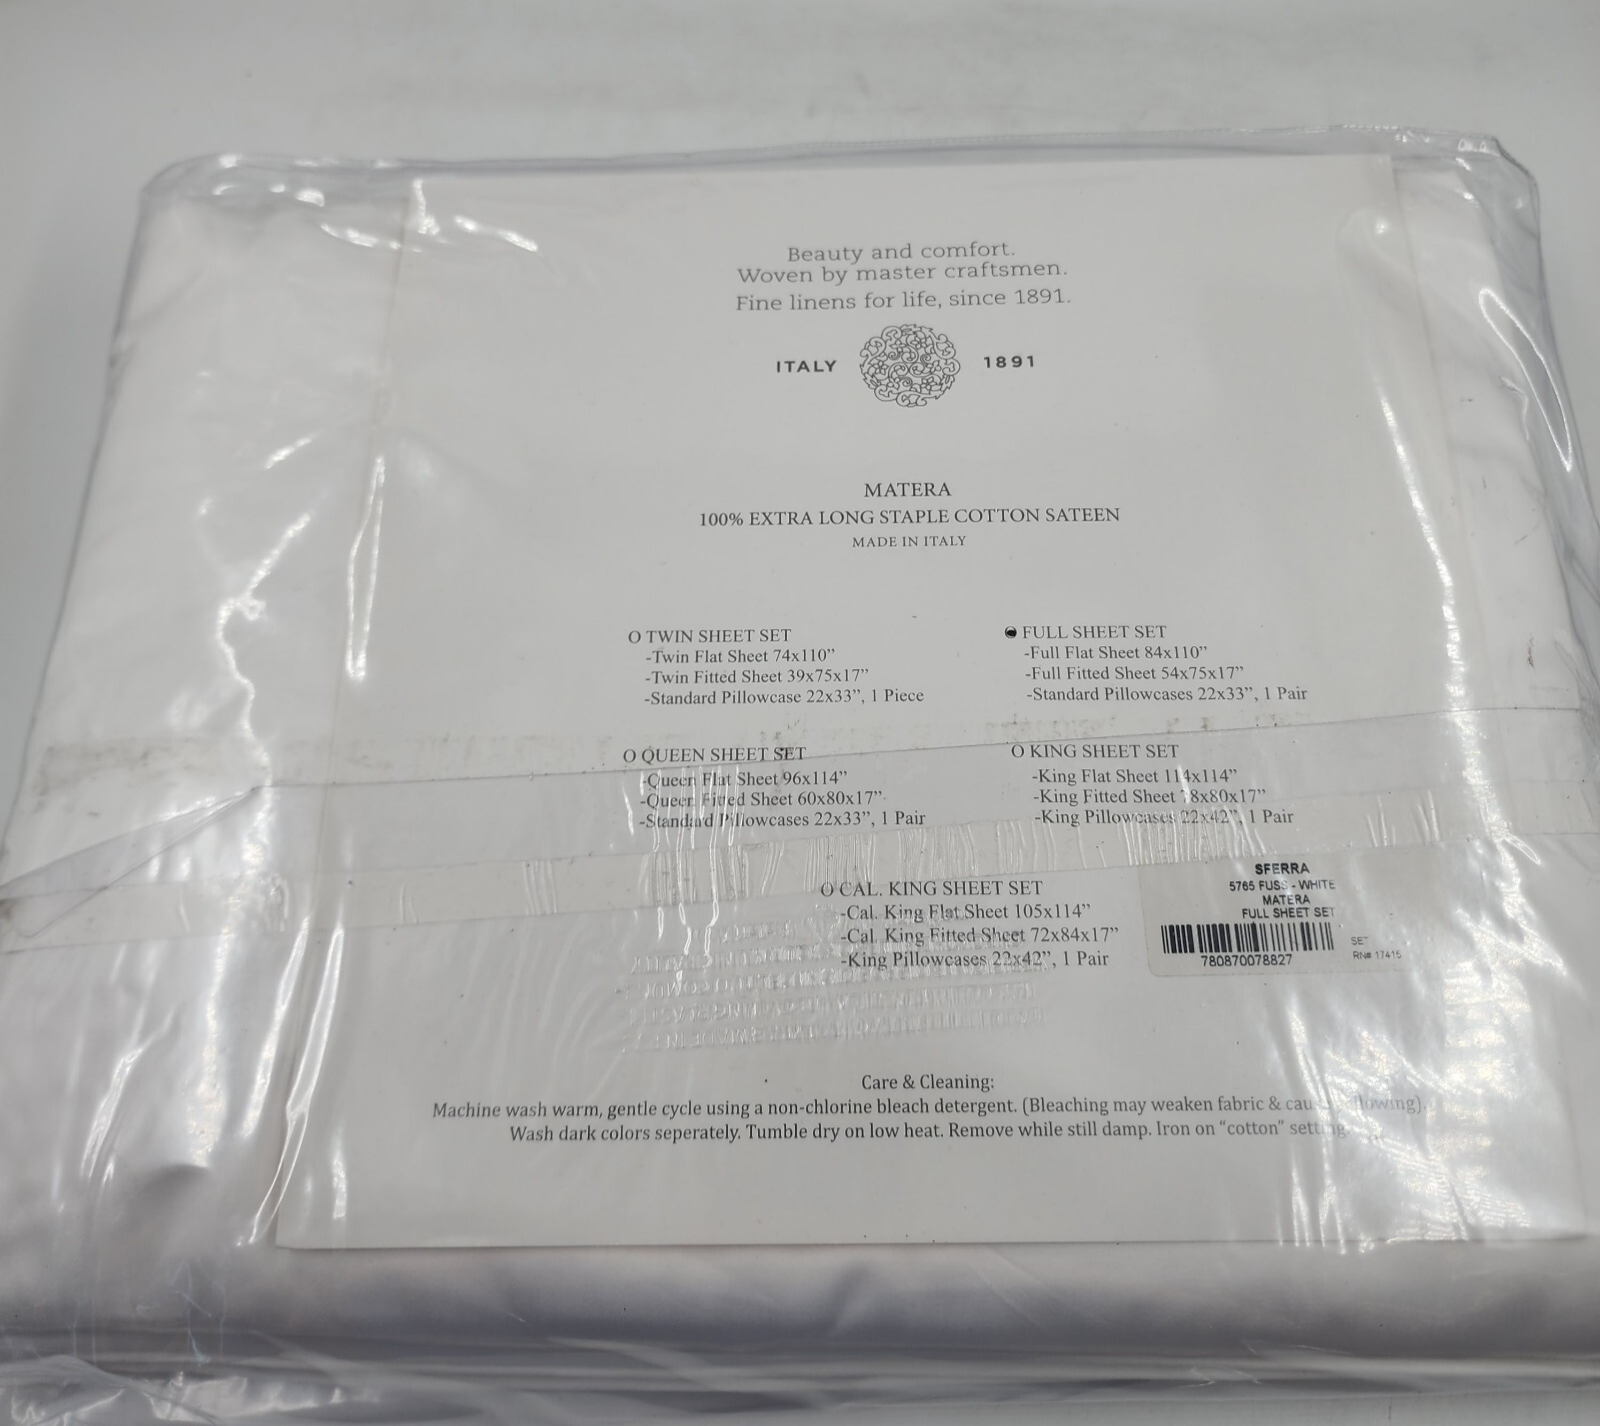 Beauty and comfort.
Woven by master craftsmen.
Fine linens for life, since 1891.
ITALY 1891
MATERA
100% EXTRA LONG STAPLE COTTON SATEEN
MADE IN ITALY
O TWIN SHEET SET
-Twin Flat Sheet 74x110”
-Twin Fitted Sheet 39x75x17”
-Standard Pillowcase 22x33”, 1 Piece
FULL SHEET SET
-Full Flat Sheet 84x110”
-Full Fitted Sheet 54x75x17”
-Standard Pillowcases 22x33”, 1 Pair
O QUEEN SHEET SET
-Queen Flat Sheet 96x114”
-Queen Fitted Sheet 60x80x17”
-Standard Pillowcases 22x33”, 1 Pair
O KING SHEET SET
-King Flat Sheet 114x114”
-King Fitted Sheet 78x80x17”
-King Pillowcases 22x42”, 1 Pair
O CAL. KING SHEET SET
-Cal. King Flat Sheet 105x114”
-Cal. King Fitted Sheet 72x84x17”
-King Pillowcases 22x42”, 1 Pair
SFERRA
5765 FUSS - WHITE
MATERA
FULL SHEET SET
780870078827
SET
RN# 17415
Care & Cleaning:
Machine wash warm, gentle cycle using a non-chlorine bleach detergent. (Bleaching may weaken fabric & cause yellowing).
Wash dark colors seperately. Tumble dry on low heat. Remove while still damp. Iron on “cotton” setting.